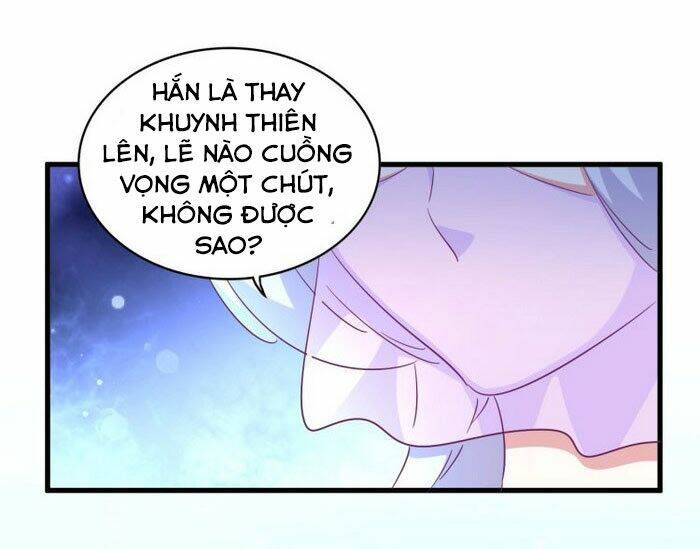 HẮN LÀ THAY
KHUYNH THIÊN
LÊN, LẼ NÀO CUỒNG
VỌNG MỘT CHÚT,
KHÔNG ĐƯỢC
SAO?